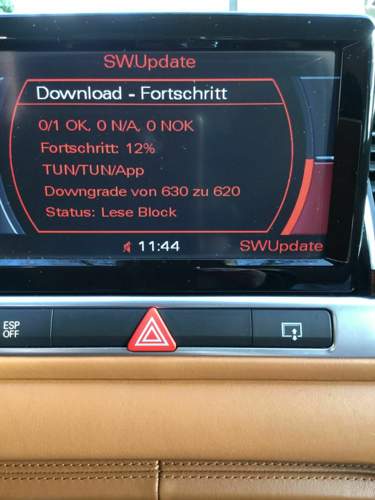 SWUpdate
Download - Fortschritt
0/1 OK, 0 N/A, 0 NOK
Fortschritt: 12%
TUN/TUN/App
Downgrade von 630 zu 620
Status: Lese Block
11:44
SWUpdate
ESP
OFF